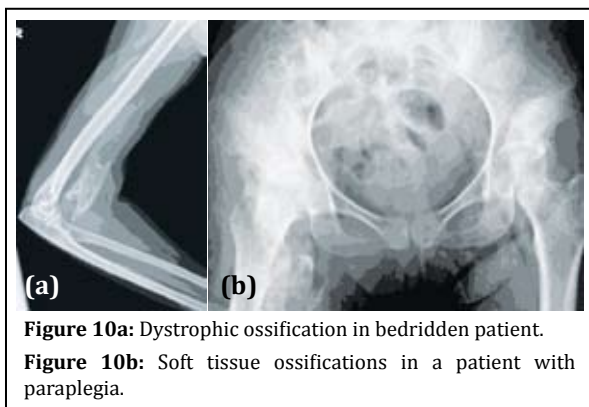 (a)
(b)
Figure 10a: Dystrophic ossification in bedridden patient.
Figure 10b: Soft tissue ossifications in a patient with
paraplegia.